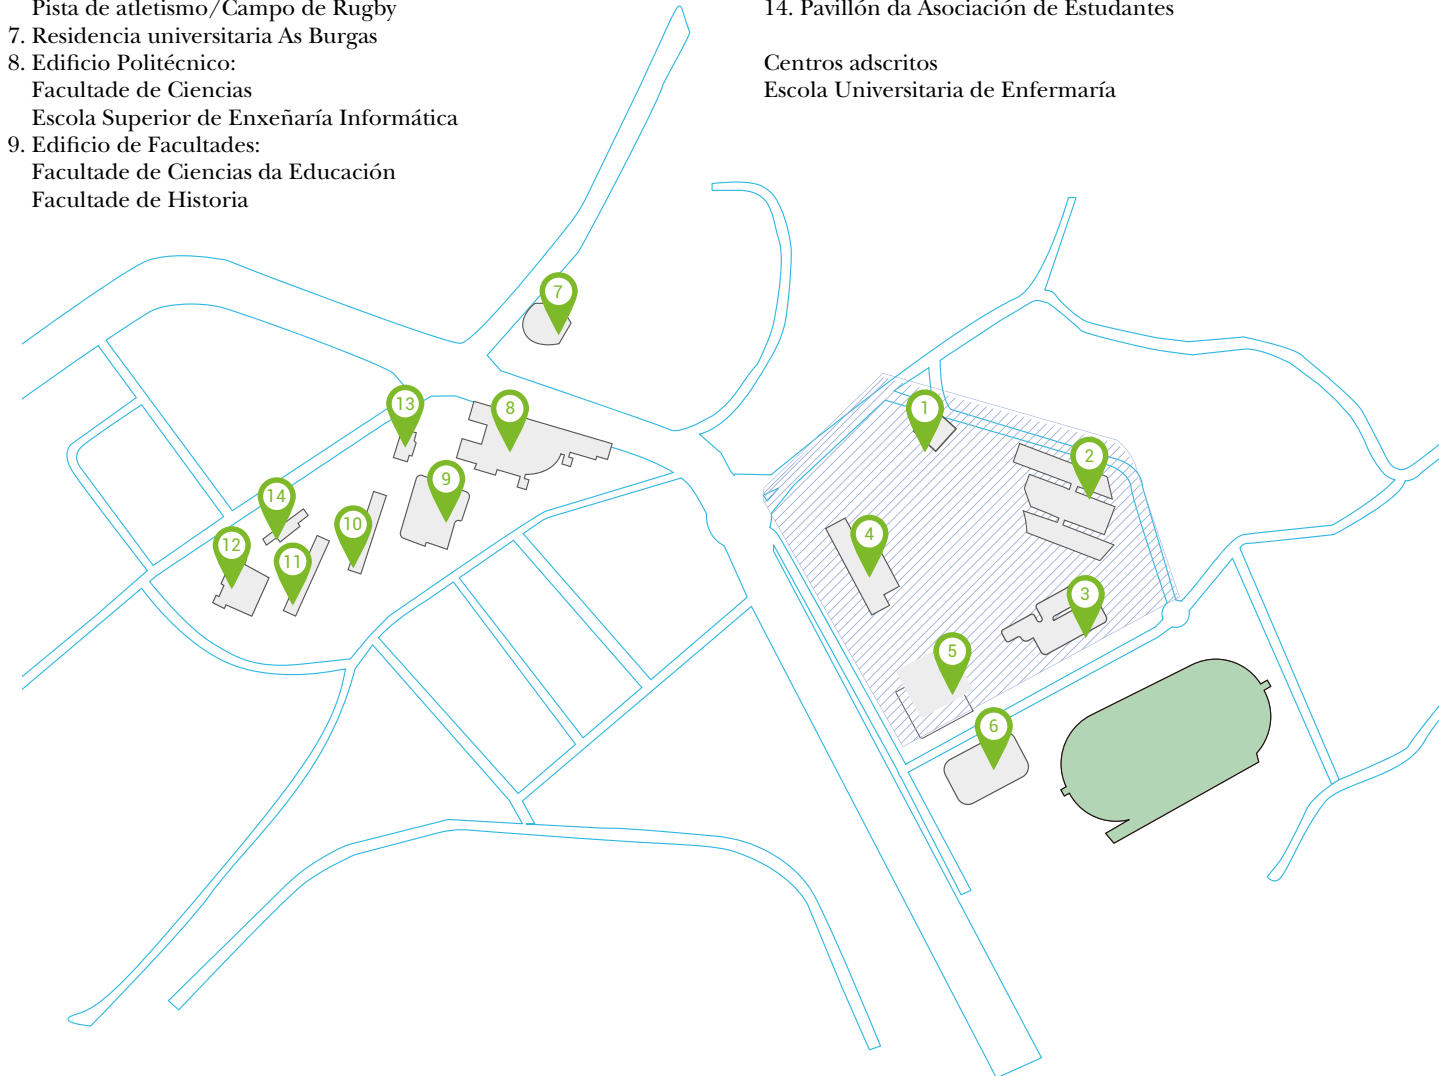 Pista de atletismo/Campo de Rugby
7. Residencia universitaria As Burgas
8. Edificio Politécnico:
Facultade de Ciencias
Escola Superior de Enxeñaría Informática
9. Edificio de Facultades:
Facultade de Ciencias da Educación
Facultade de Historia
14. Pavillón da Asociación de Estudantes
Centros adscritos
Escola Universitaria de Enfermaría
7
13
8
1
2
9
14
10
4
12
11
3
5
6